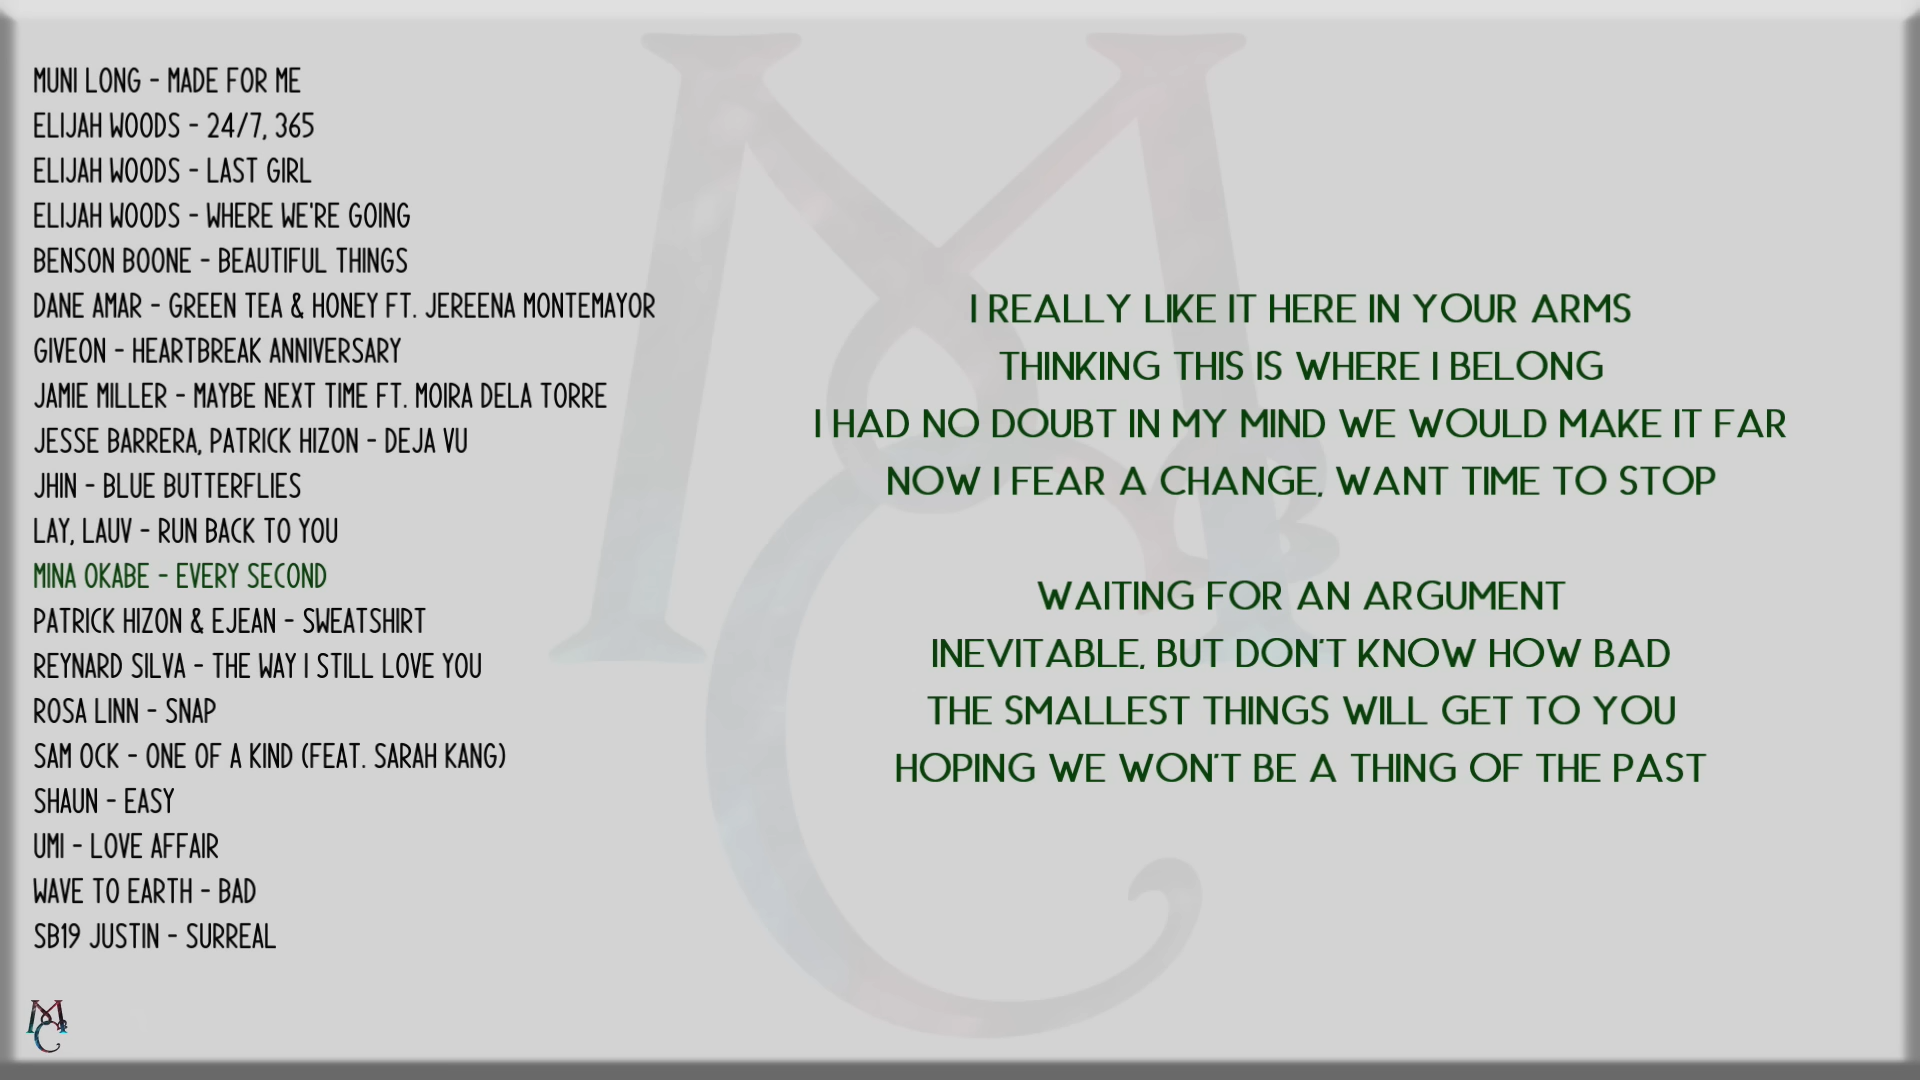 MUNI LONG - MADE FOR ME
ELIJAH WOODS - 24/7, 365
ELIJAH WOODS - LAST GIRL
ELIJAH WOODS - WHERE WE'RE GOING
BENSON BOONE - BEAUTIFUL THINGS
DANE AMAR - GREEN TEA & HONEY FT. JEREENA MONTEMAYOR
GIVEON - HEARTBREAK ANNIVERSARY
JAMIE MILLER - MAYBE NEXT TIME FT. MOIRA DELA TORRE
JESSE BARRERA, PATRICK HIZON - DEJA VU
JHIN - BLUE BUTTERFLIES
LAY, LAUV - RUN BACK TO YOU
MINA OKABE - EVERY SECOND
PATRICK HIZON & EJEAN - SWEATSHIRT
REYNARD SILVA - THE WAY I STILL LOVE YOU
ROSA LINN - SNAP
SAM OCK - ONE OF A KIND (FEAT. SARAH KANG)
SHAUN - EASY
UMI - LOVE AFFAIR
WAVE TO EARTH - BAD
SB19 JUSTIN - SURREAL
I REALLY LIKE IT HERE IN YOUR ARMS
THINKING THIS IS WHERE I BELONG
I HAD NO DOUBT IN MY MIND WE WOULD MAKE IT FAR
NOW I FEAR A CHANGE, WANT TIME TO STOP
WAITING FOR AN ARGUMENT
INEVITABLE, BUT DON'T KNOW HOW BAD
THE SMALLEST THINGS WILL GET TO YOU
HOPING WE WON'T BE A THING OF THE PAST